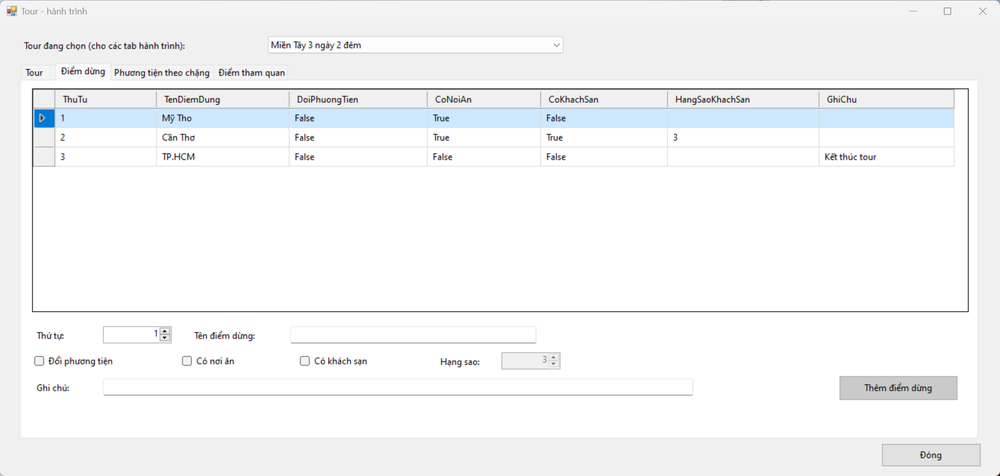 Tour - hành trình
Tour đang chọn (cho các tab hành trình): Miền Tây 3 ngày 2 đêm
Tour Điểm dừng Phương tiện theo chặng Điểm tham quan
ThuTu TenDiemDung DoiPhuongTien CoNoiAn CoKhachSan HangSaoKhachSan GhiChu
1 Mỹ Tho False True False
2 Cần Thơ False True True 3
3 TP.HCM False False False Kết thúc tour
Thứ tự: 1 Tên điểm dừng:
Đổi phương tiện Có nơi ăn Có khách sạn Hạng sao: 3
Ghi chú: Thêm điểm dừng
Đóng